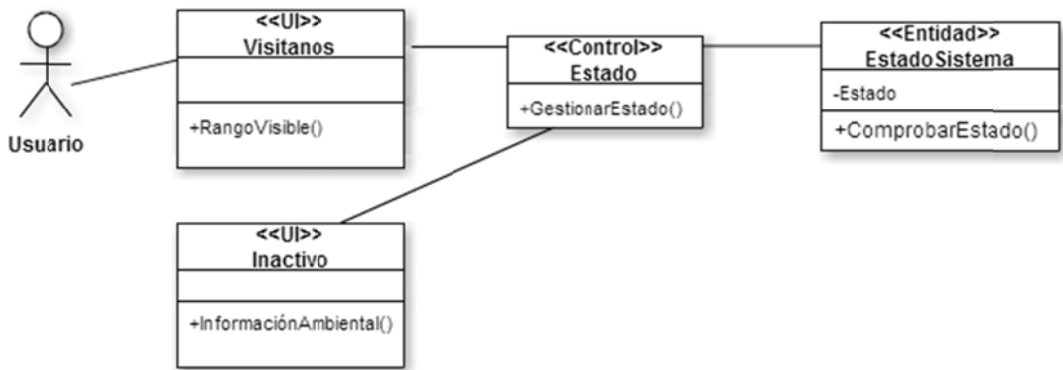 Usuario
<<UI>>
Visitanos
+RangoVisible()
<<Control>>
Estado
+GestionarEstado()
<<Entidad>>
EstadoSistema
-Estado
+ComprobarEstado()
<<UI>>
Inactivo
+InformaciónAmbiental()